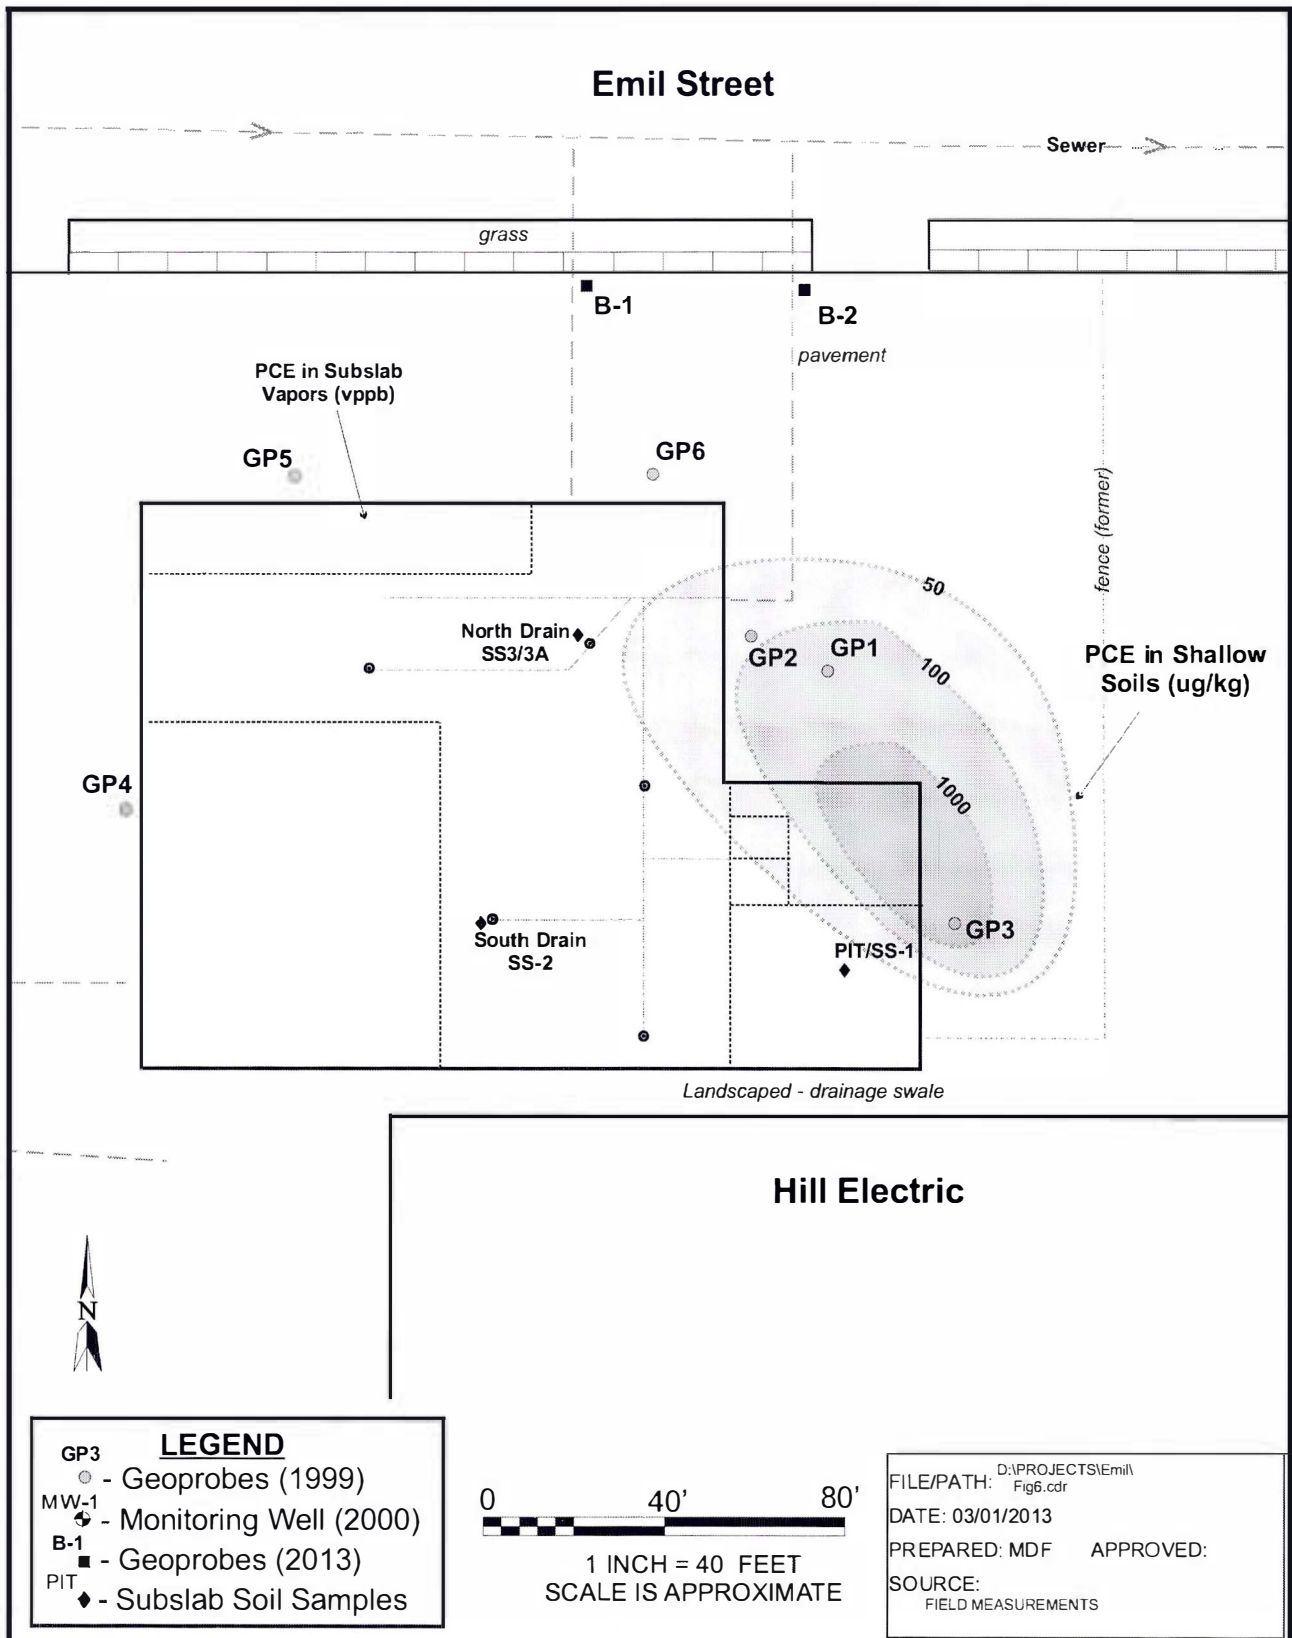 Emil Street
Sewer
grass
B-1
B-2
pavement
PCE in Subslab
Vapors (vppb)
GP5
GP6
fence (former)
50
North Drain
SS3/3A
GP2
GP1
100
PCE in Shallow
Soils (ug/kg)
GP4
1000
South Drain
SS-2
GP3
PIT/SS-1
Landscaped - drainage swale
Hill Electric
N
LEGEND
GP3
- Geoprobes (1999)
MW-1
- Monitoring Well (2000)
B-1
- Geoprobes (2013)
PIT
- Subslab Soil Samples
0 40' 80'
1 INCH = 40 FEET
SCALE IS APPROXIMATE
FILE/PATH: D:\PROJECTS\Emil\
Fig6.cdr
DATE: 03/01/2013
PREPARED: MDF APPROVED:
SOURCE:
FIELD MEASUREMENTS